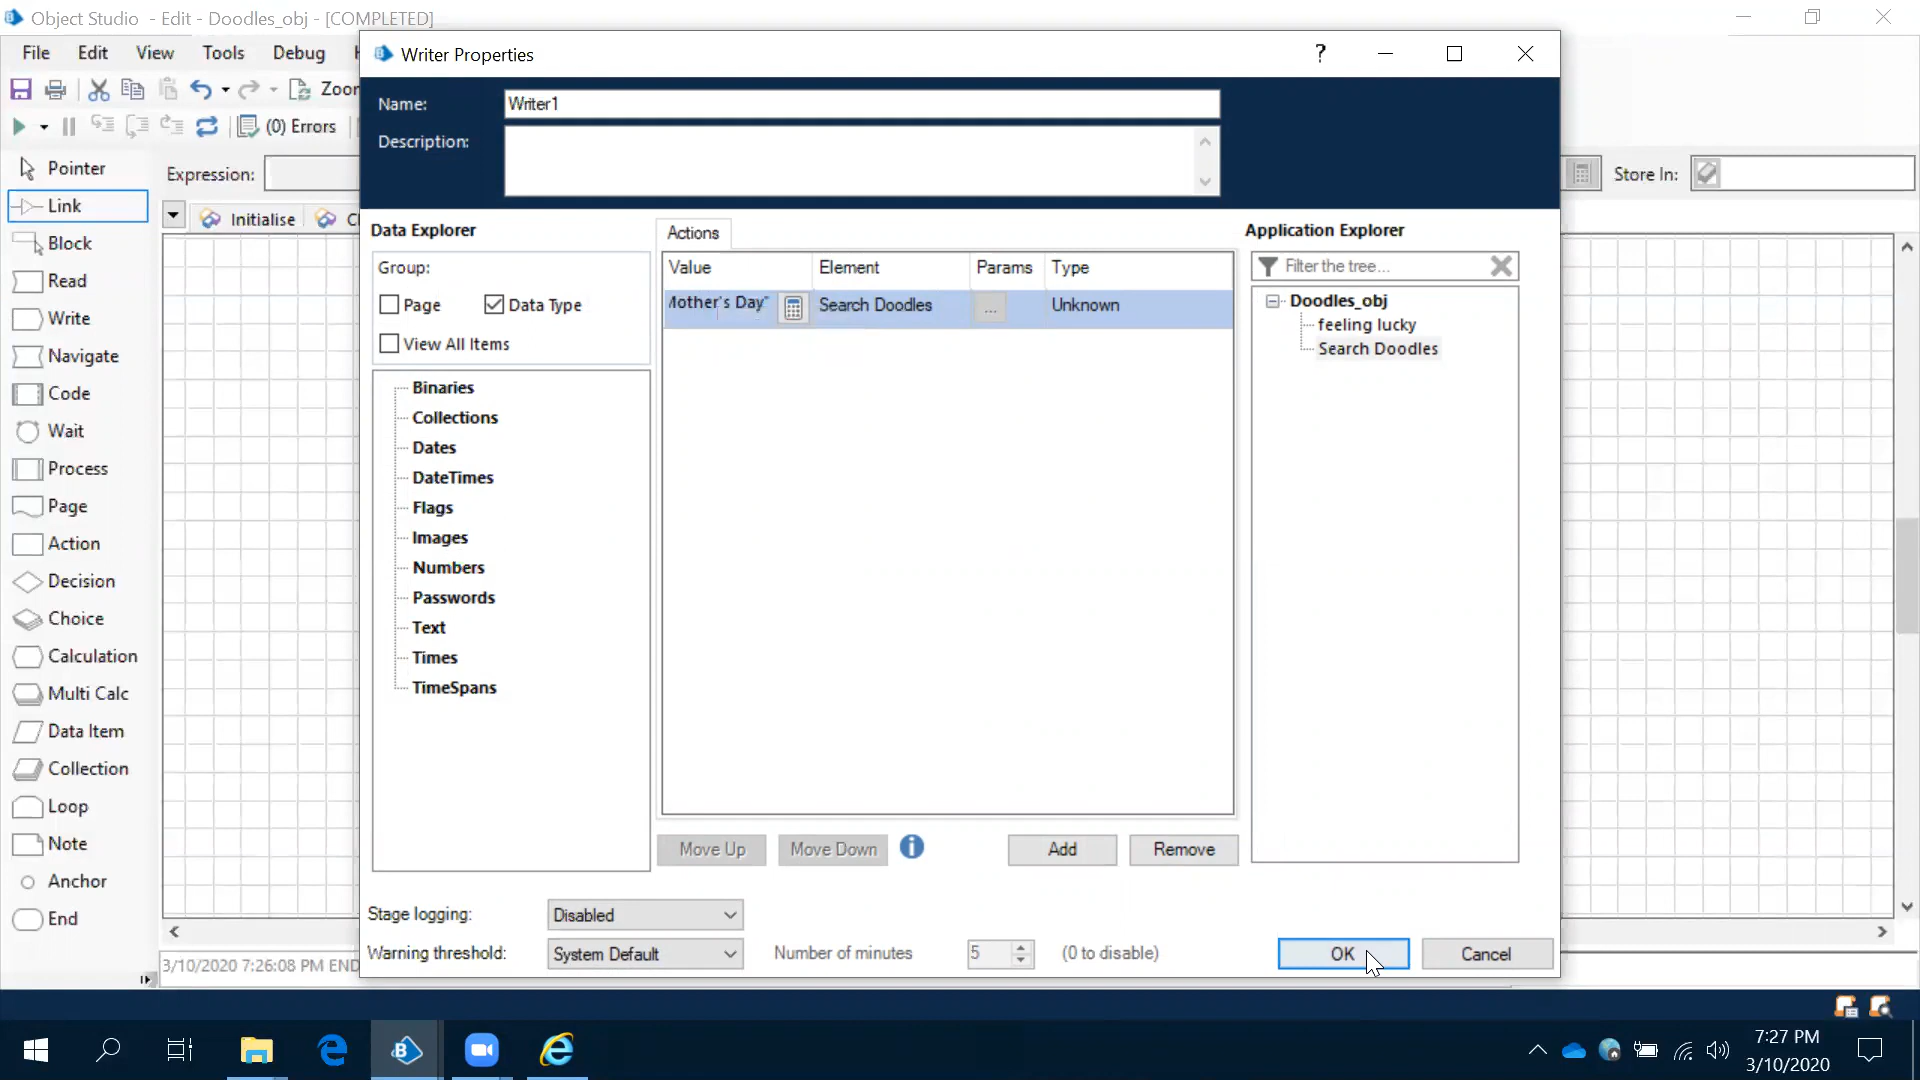 Object Studio - Edit - Doodles_obj - [COMPLETED]
File Edit View Tools Debug
Zoo
(0) Errors
Expression:
Store In:
Initialise
Pointer
Link
Block
Read
Write
Navigate
Code
Wait
Process
Page
Action
Decision
Choice
Calculation
Multi Calc
Data Item
Collection
Loop
Note
Anchor
End
Writer Properties
?
Name:
Writer1
Description:
Data Explorer
Group:
Page
Data Type
View All Items
Binaries
Collections
Dates
DateTimes
Flags
Images
Numbers
Passwords
Text
Times
TimeSpans
Actions
Value Element Params Type
Mother's Day" Search Doodles ... Unknown
Move Up Move Down i Add Remove
Application Explorer
Filter the tree...
Doodles_obj
feeling lucky
Search Doodles
Stage logging: Disabled
Warning threshold: System Default Number of minutes 5 (0 to disable)
OK Cancel
3/10/2020 7:26:08 PM END
7:27 PM
3/10/2020